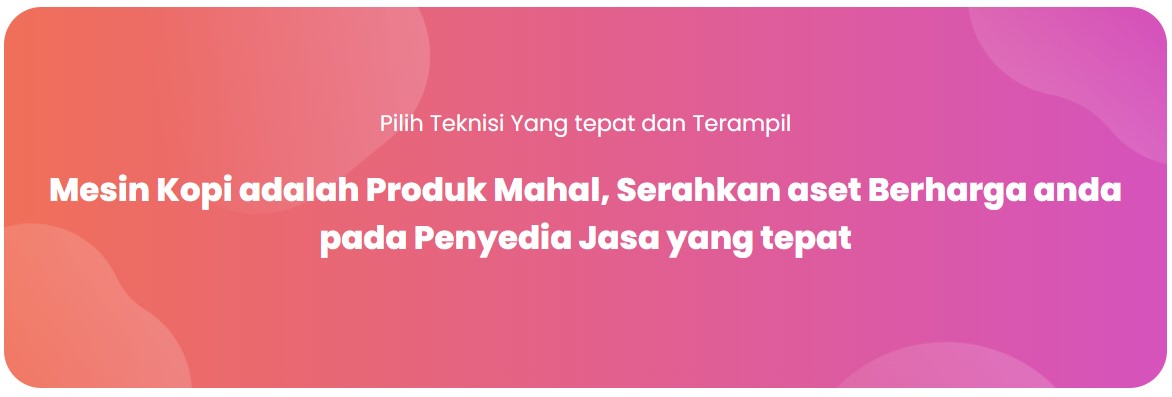 Pilih Teknisi Yang tepat dan Terampil
Mesin Kopi adalah Produk Mahal, Serahkan aset Berharga anda
pada Penyedia Jasa yang tepat